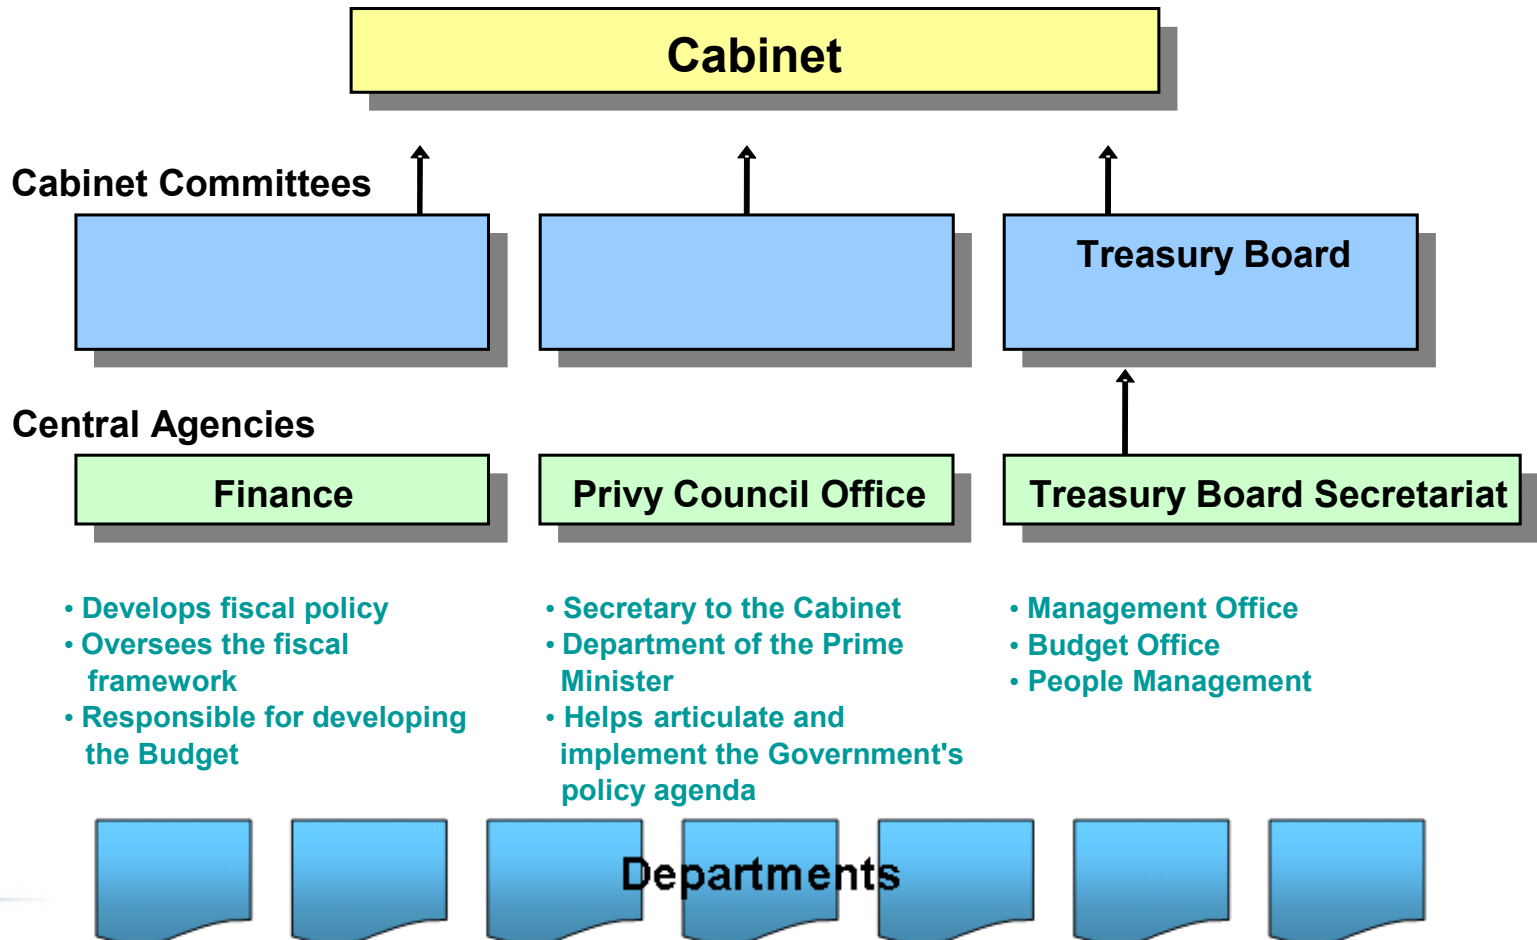 Cabinet
Cabinet Committees
Treasury Board
Central Agencies
Finance
Privy Council Office
Treasury Board Secretariat
• Develops fiscal policy
• Oversees the fiscal
framework
• Responsible for developing
the Budget
• Secretary to the Cabinet
• Department of the Prime
Minister
• Helps articulate and
implement the Government's
policy agenda
• Management Office
• Budget Office
• People Management
Departments